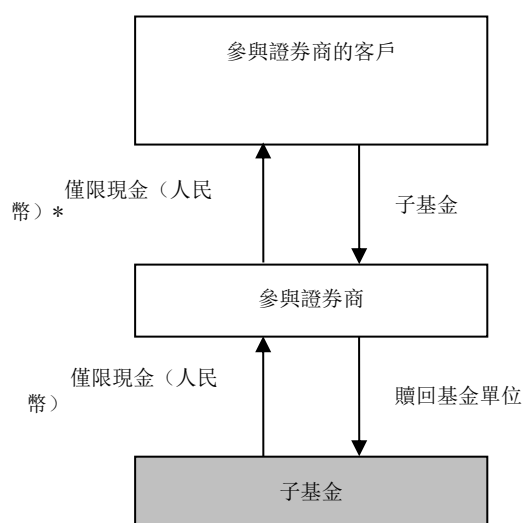 參與證券商的客戶
僅限現金（人民
幣）*
子基金
參與證券商
僅限現金（人民
幣）
贖回基金單位
子基金